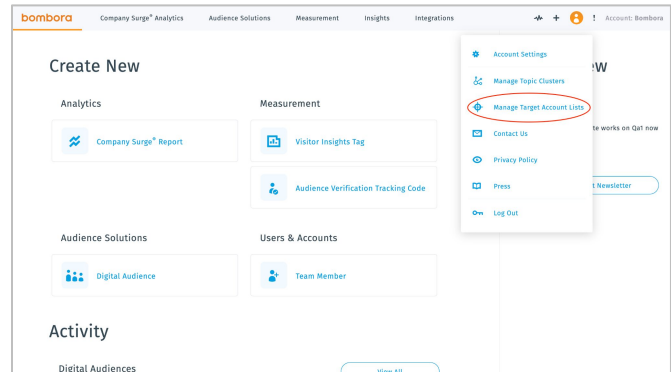 bombora
Company Surge® Analytics
Audience Solutions
Measurement
Insights
Integrations
! Account: Bombora
Create New
Analytics
Company Surge® Report
Measurement
Visitor Insights Tag
Audience Verification Tracking Code
Audience Solutions
Digital Audience
Users & Accounts
Team Member
Activity
Digital Audiences
View All
Account Settings
Manage Topic Clusters
Manage Target Account Lists
Contact Us
Privacy Policy
Press
Log Out
works on Qa1 now
Newsletter